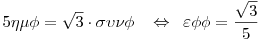 5ημφ = √3 · συνφ ⇔ εφφ = √3/5